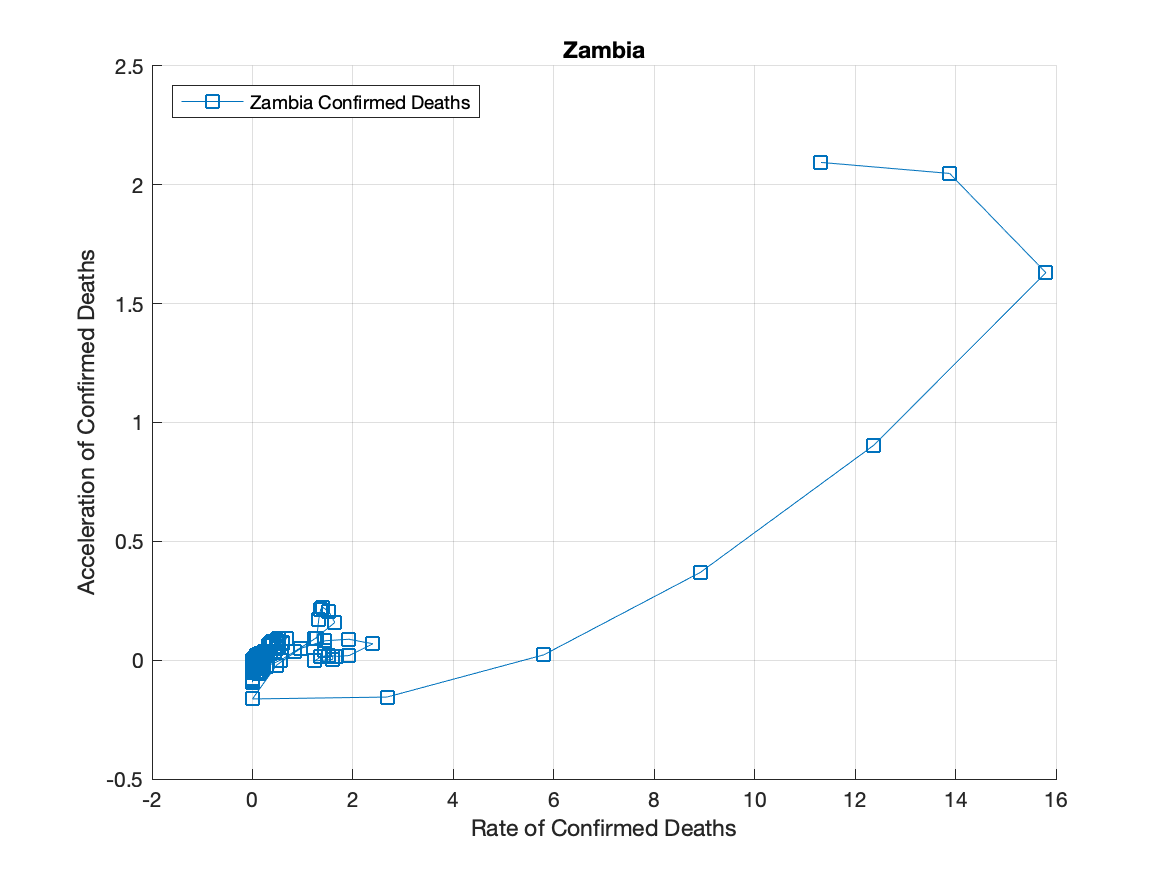 Zambia
Zambia Confirmed Deaths
2.5
2
1.5
1
0.5
0
-0.5
Acceleration of Confirmed Deaths
-2 0 2 4 6 8 10 12 14 16
Rate of Confirmed Deaths